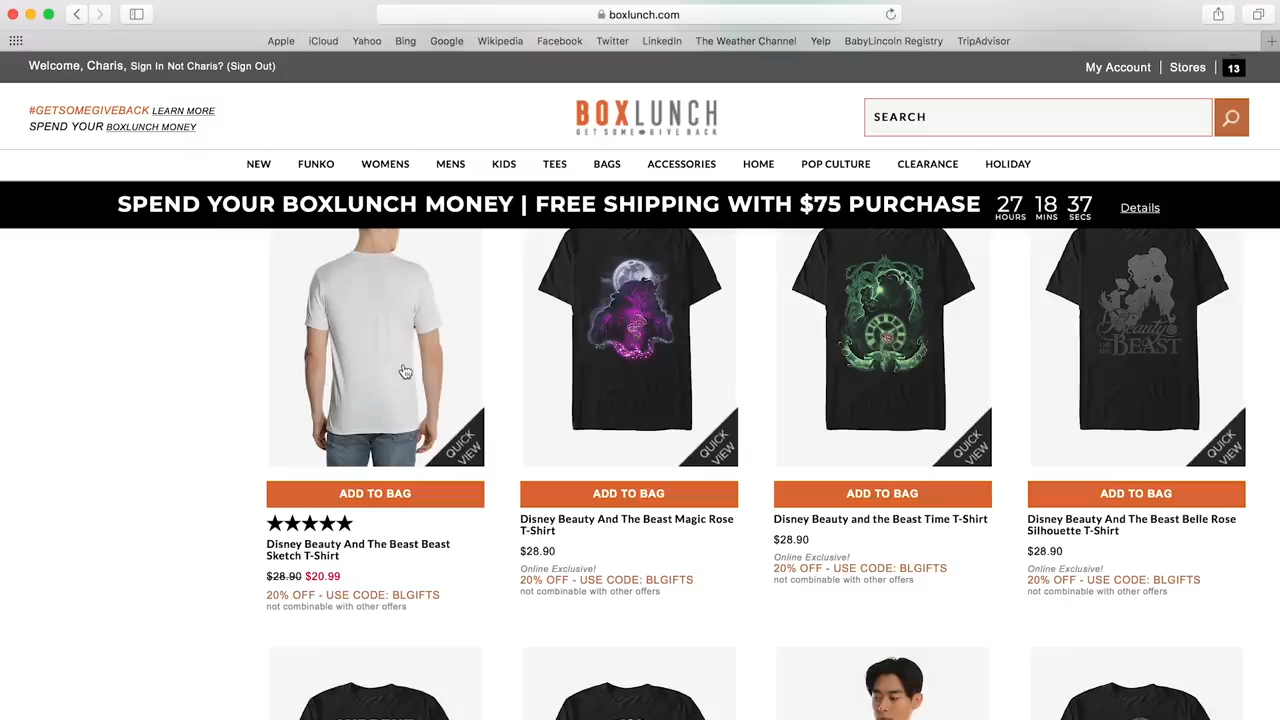 boxlunch.com
Apple iCloud Yahoo Bing Google Wikipedia Facebook Twitter LinkedIn The Weather Channel Yelp BabyLincoln Registry TripAdvisor
Welcome, Charis, Sign In Not Charis? (Sign Out)
My Account | Stores | 13
#GETSOMEGIVEBACK LEARN MORE
SPEND YOUR BOXLUNCH MONEY
BOXLUNCH
GET SOME GIVE BACK
SEARCH
NEW FUNKO WOMENS MENS KIDS TEES BAGS ACCESSORIES HOME POP CULTURE CLEARANCE HOLIDAY
SPEND YOUR BOXLUNCH MONEY | FREE SHIPPING WITH $75 PURCHASE 27 18 37 Details
HOURS MINS SECS
Beauty
AND THE BEAST
QUICK VIEW
QUICK VIEW
QUICK VIEW
QUICK VIEW
ADD TO BAG
Disney Beauty And The Beast Beast
Sketch T-Shirt
$28.90 $20.99
20% OFF - USE CODE: BLGIFTS
not combinable with other offers
ADD TO BAG
Disney Beauty And The Beast Magic Rose
T-Shirt
$28.90
Online Exclusive!
20% OFF - USE CODE: BLGIFTS
not combinable with other offers
ADD TO BAG
Disney Beauty and the Beast Time T-Shirt
$28.90
Online Exclusive!
20% OFF - USE CODE: BLGIFTS
not combinable with other offers
ADD TO BAG
Disney Beauty And The Beast Belle Rose
Silhouette T-Shirt
$28.90
Online Exclusive!
20% OFF - USE CODE: BLGIFTS
not combinable with other offers